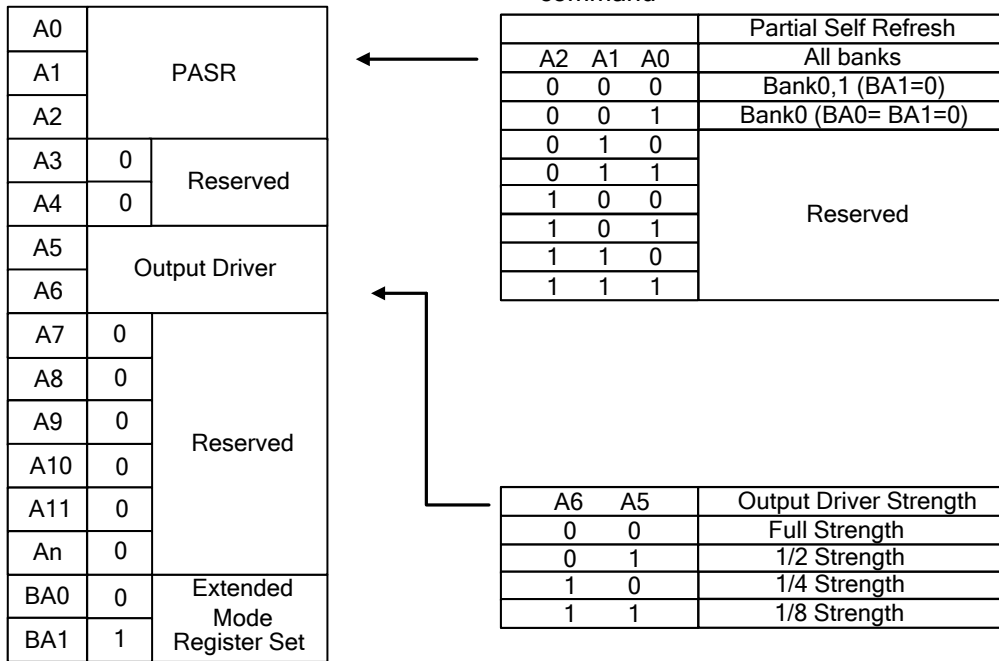 command
A0
A1
A2
PASR
A3 0
A4 0
Reserved
A5
A6
Output Driver
A7 0
A8 0
A9 0
A10 0
A11 0
An 0
Reserved
BA0 0
BA1 1
Extended
Mode
Register Set
Partial Self Refresh
A2 A1 A0 All banks
0 0 0 Bank0,1 (BA1=0)
0 0 1 Bank0 (BA0= BA1=0)
0 1 0
0 1 1
1 0 0
1 0 1
1 1 0
1 1 1
Reserved
A6 A5 Output Driver Strength
0 0 Full Strength
0 1 1/2 Strength
1 0 1/4 Strength
1 1 1/8 Strength